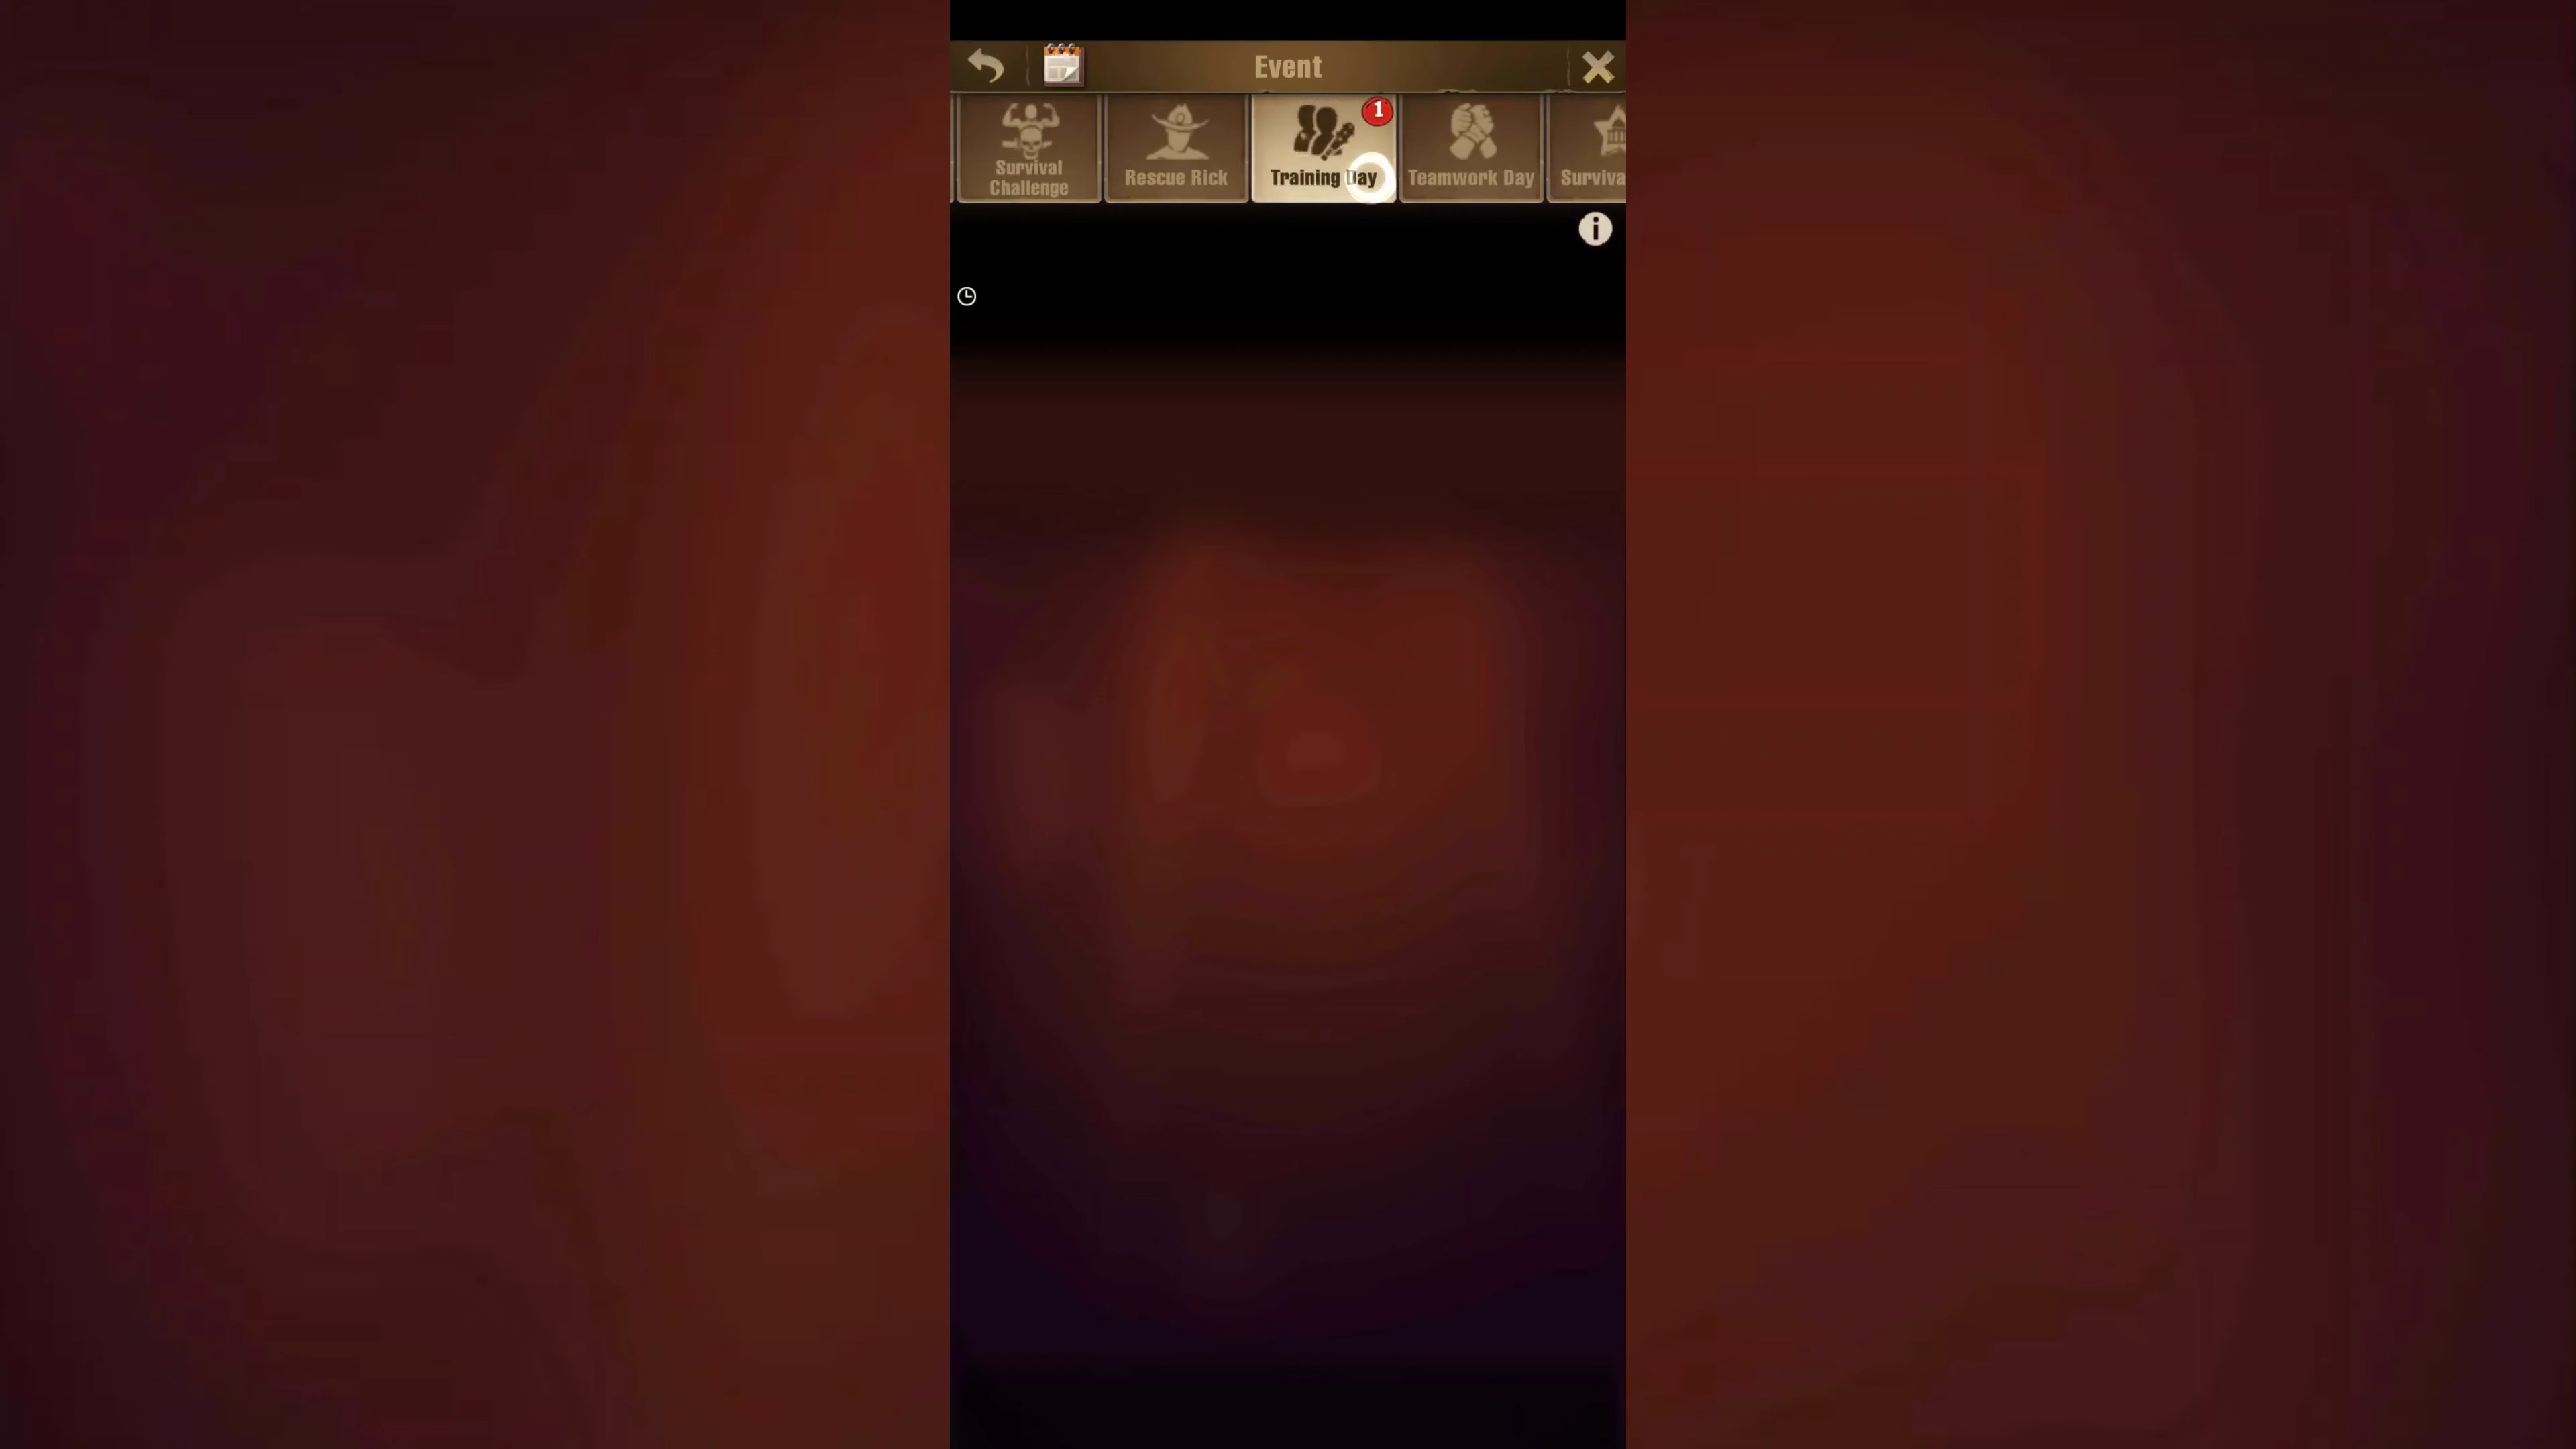 Event
Survival
Challenge
Rescue Rick
1
Training Day
Teamwork Day
Surviva